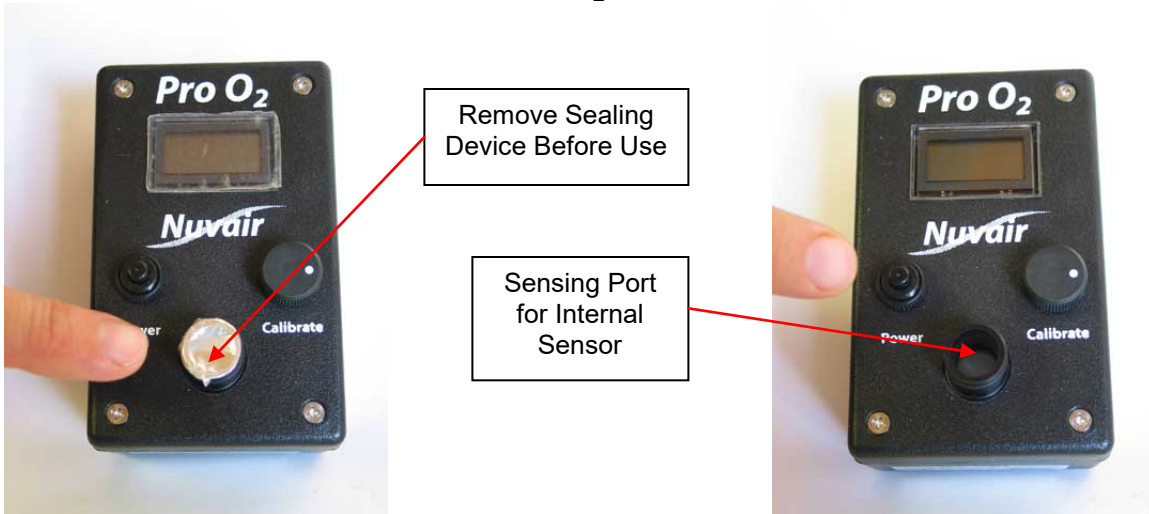 Pro O₂
Nuvair
wer
Calibrate
Remove Sealing
Device Before Use
Sensing Port
for Internal
Sensor
Pro O₂
Nuvair
Power
Calibrate